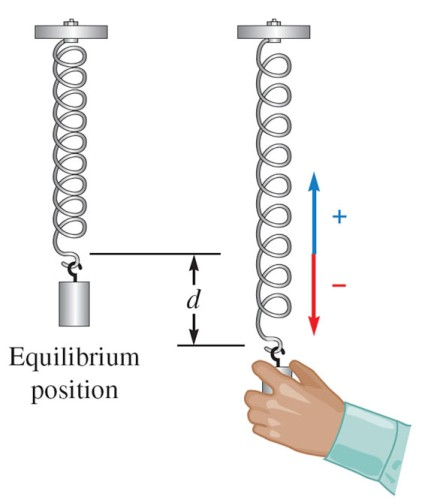 +
d
−
Equilibrium
position